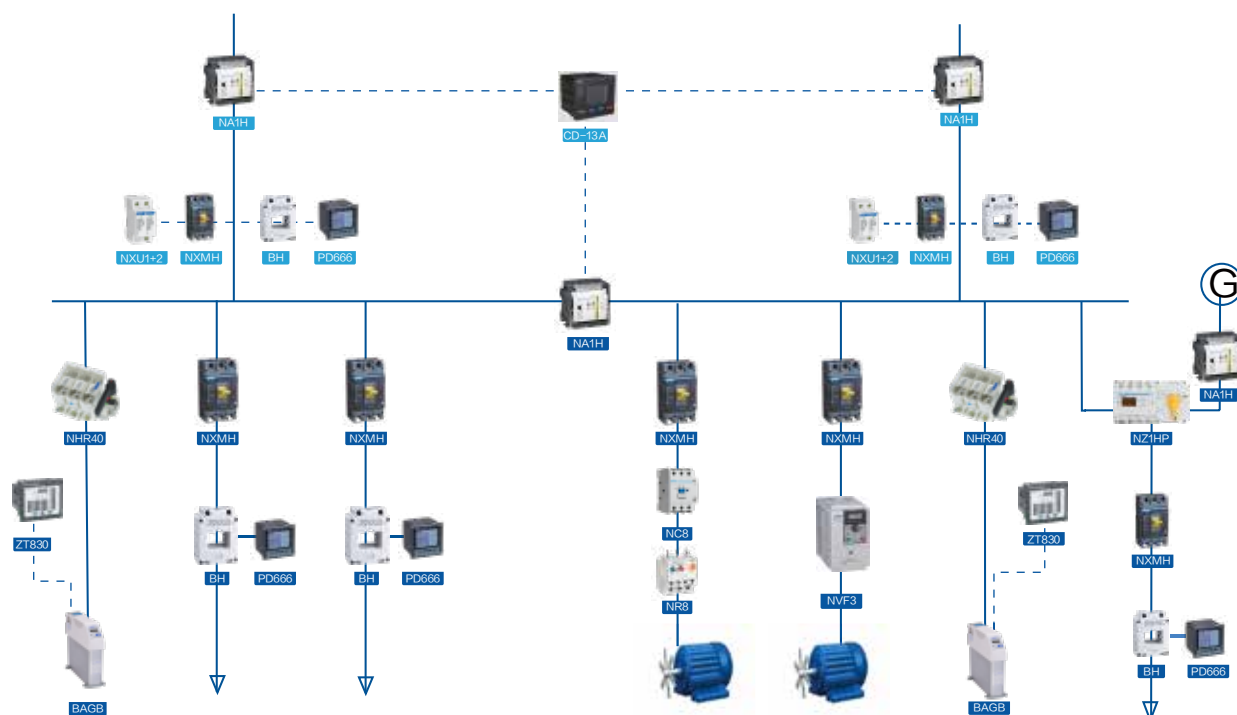 NA1H
CD-13A
NA1H
NXU1+2
NXMH
BH
PD666
NXU1+2
NXMH
BH
PD666
G
NA1H
NA1H
NHR40
NXMH
NXMH
NXMH
NXMH
NHR40
NZ1HP
ZT830
NC8
ZT830
NXMH
BH
PD666
BH
PD666
NR8
NVF3
BH
PD666
BAGB
BAGB